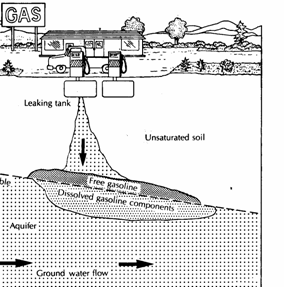 GAS
Leaking tank
Unsaturated soil
Free gasoline
Dissolved gasoline components
Aquifer
Ground water flow